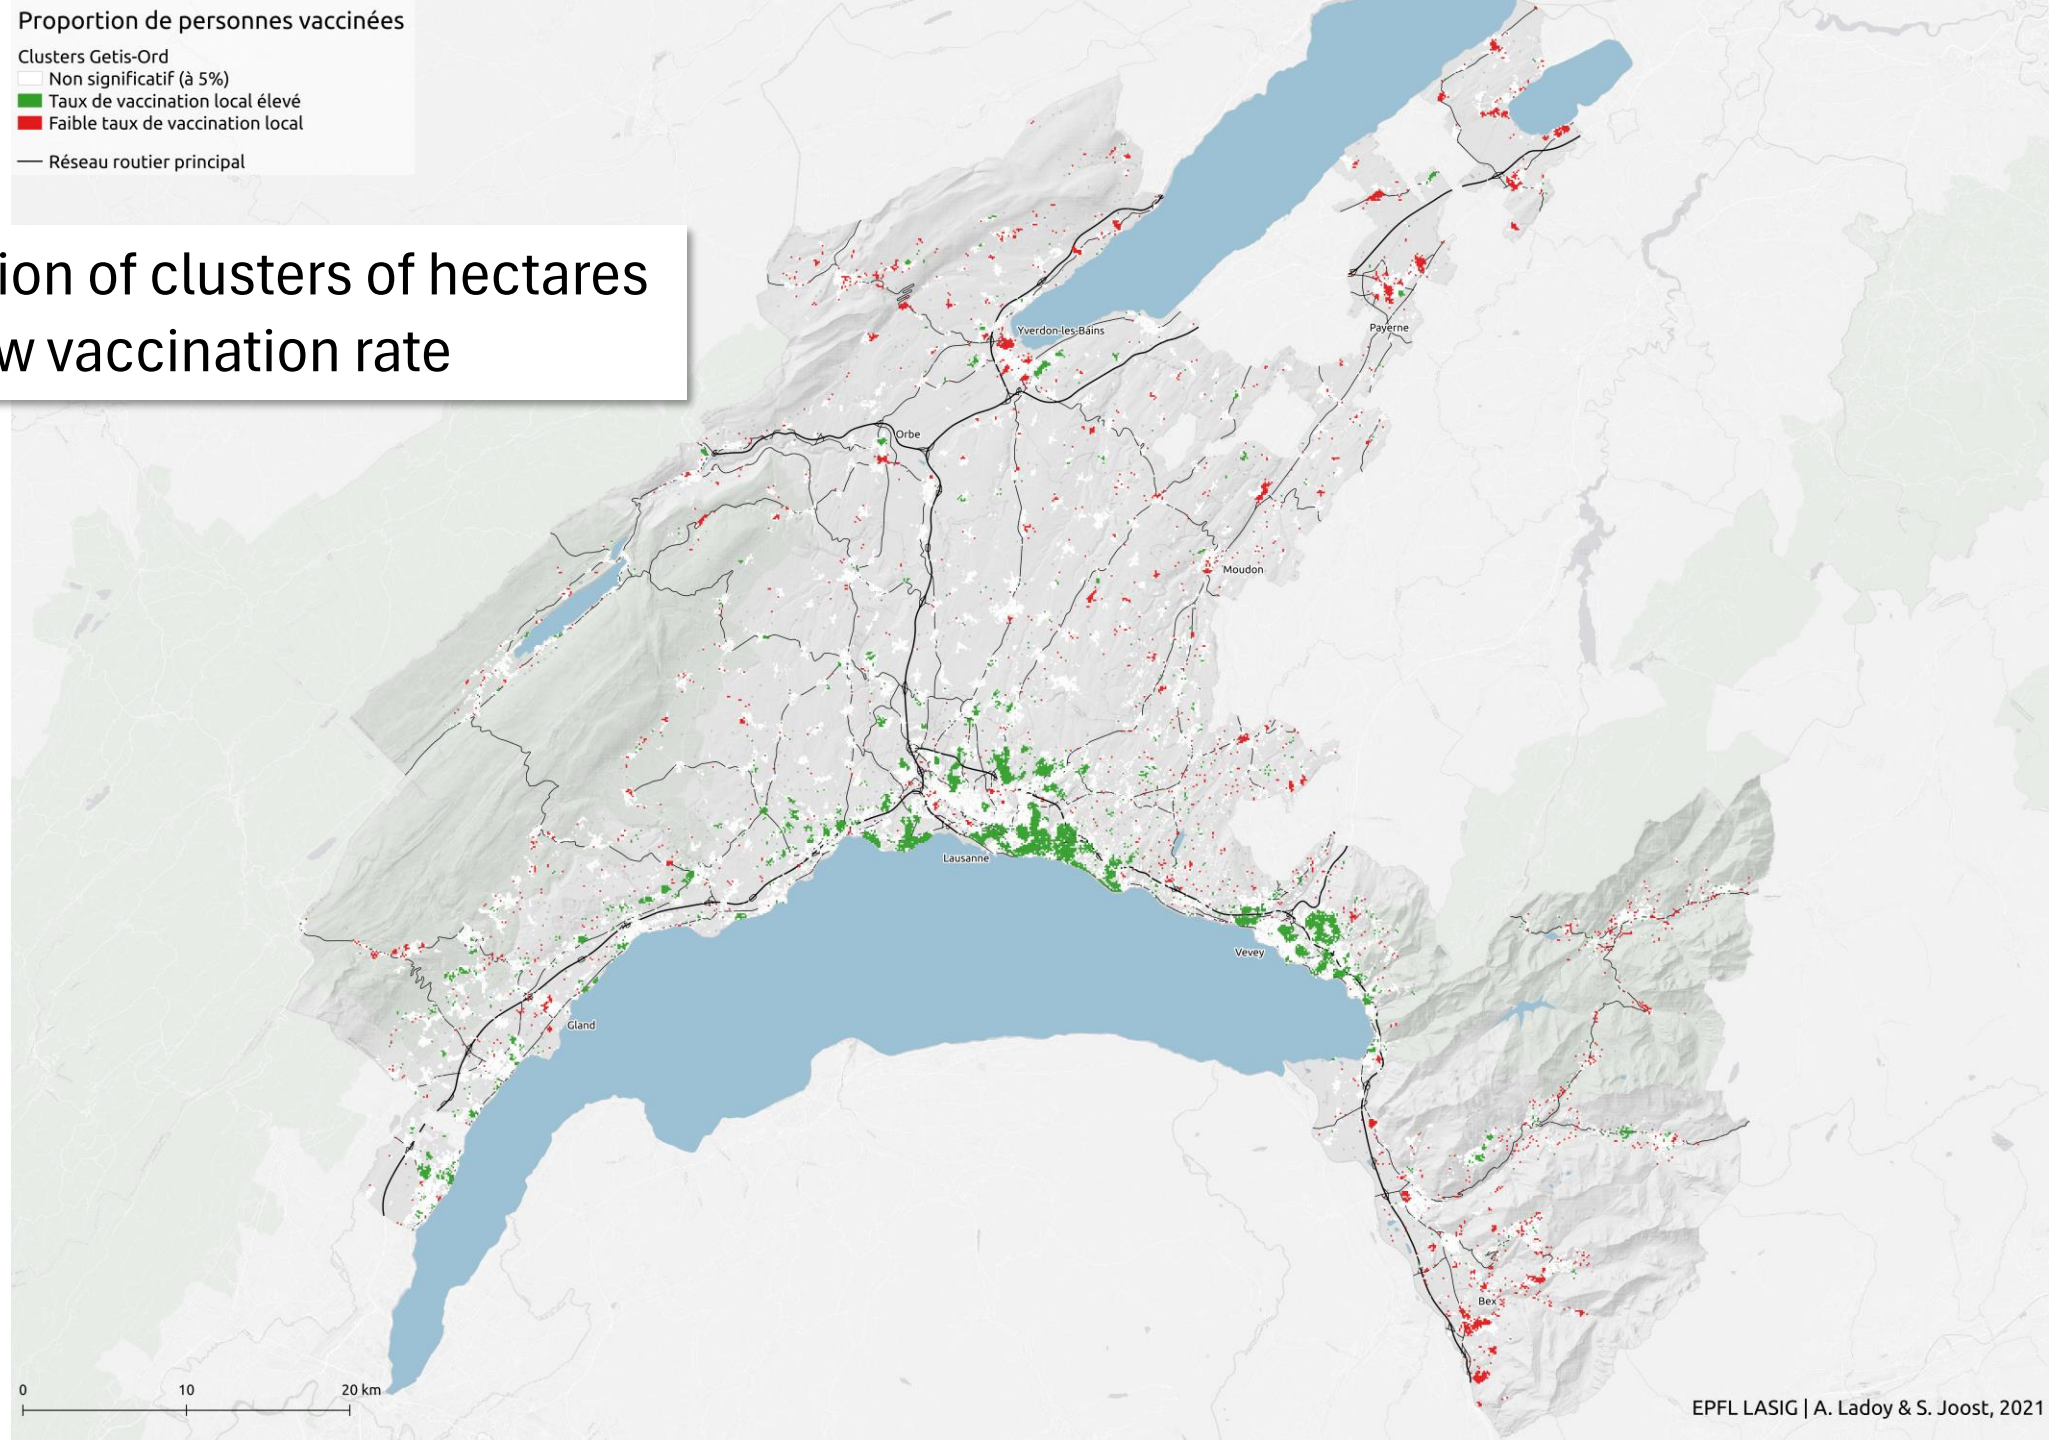 Proportion de personnes vaccinées
Clusters Getis-Ord
Non significatif (à 5%)
Taux de vaccination local élevé
Faible taux de vaccination local
Réseau routier principal
ion of clusters of hectares
w vaccination rate
Yverdon-les-Bains
Payerne
Orbe
Moudon
Lausanne
Vevey
Gland
Bex
0 10 20 km
EPFL LASIG | A. Ladoy & S. Joost, 2021